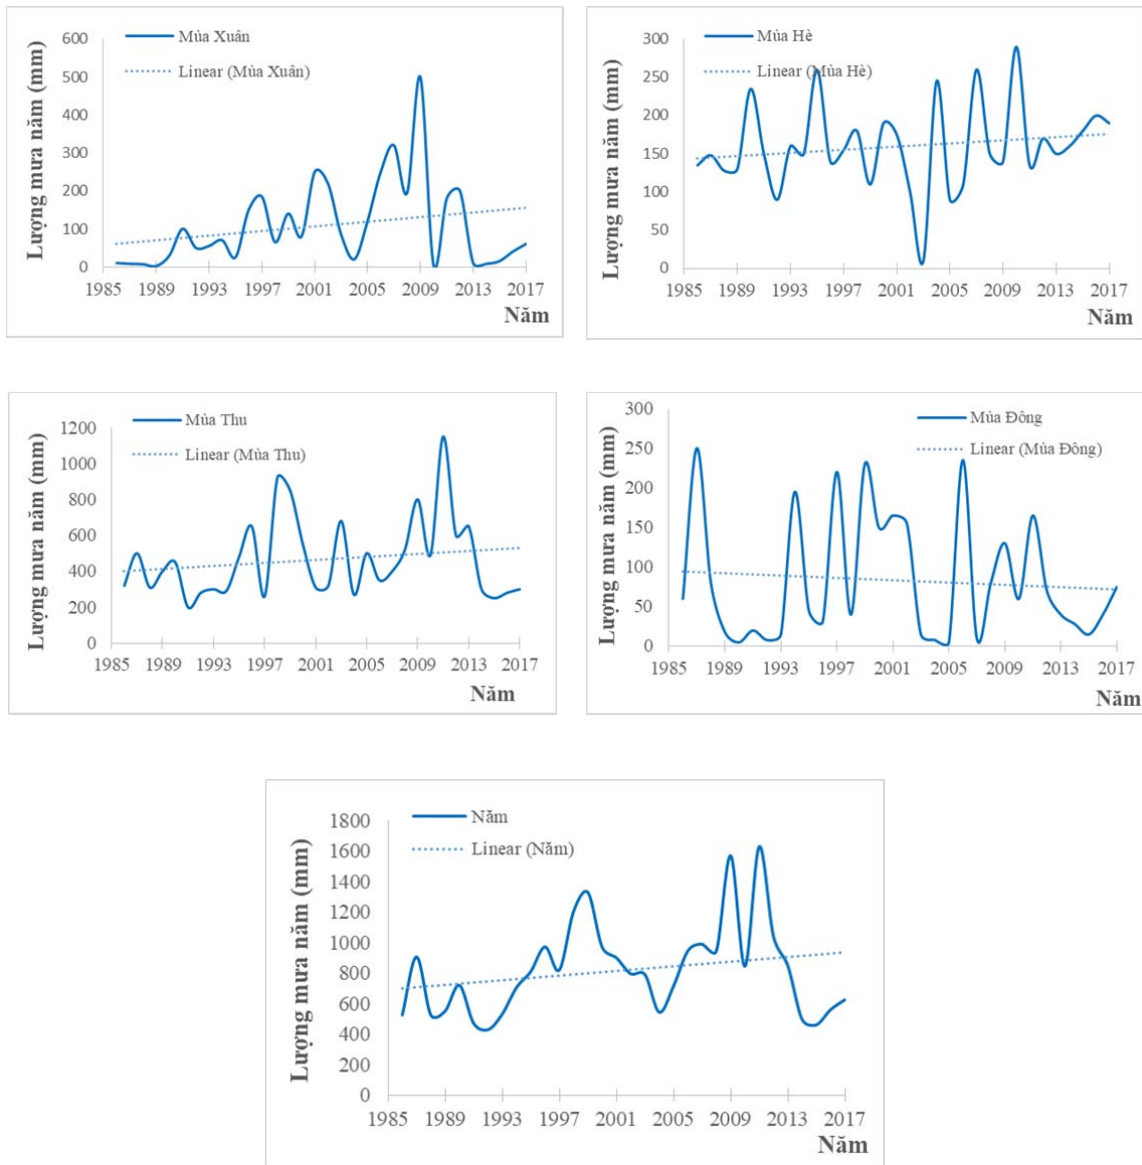 Lượng mưa năm (mm)
600
500
400
300
200
100
0
Mùa Xuân
Linear (Mùa Xuân)
1985 1989 1993 1997 2001 2005 2009 2013 2017
Năm
Lượng mưa năm (mm)
300
250
200
150
100
50
0
Mùa Hè
Linear (Mùa Hè)
1985 1989 1993 1997 2001 2005 2009 2013 2017
Năm
Lượng mưa năm (mm)
1200
1000
800
600
400
200
0
Mùa Thu
Linear (Mùa Thu)
1985 1989 1993 1997 2001 2005 2009 2013 2017
Năm
Lượng mưa năm (mm)
300
250
200
150
100
50
0
Mùa Đông
Linear (Mùa Đông)
1985 1989 1993 1997 2001 2005 2009 2013 2017
Năm
Lượng mưa năm (mm)
1800
1600
1400
1200
1000
800
600
400
200
0
Năm
Linear (Năm)
1985 1989 1993 1997 2001 2005 2009 2013 2017
Năm